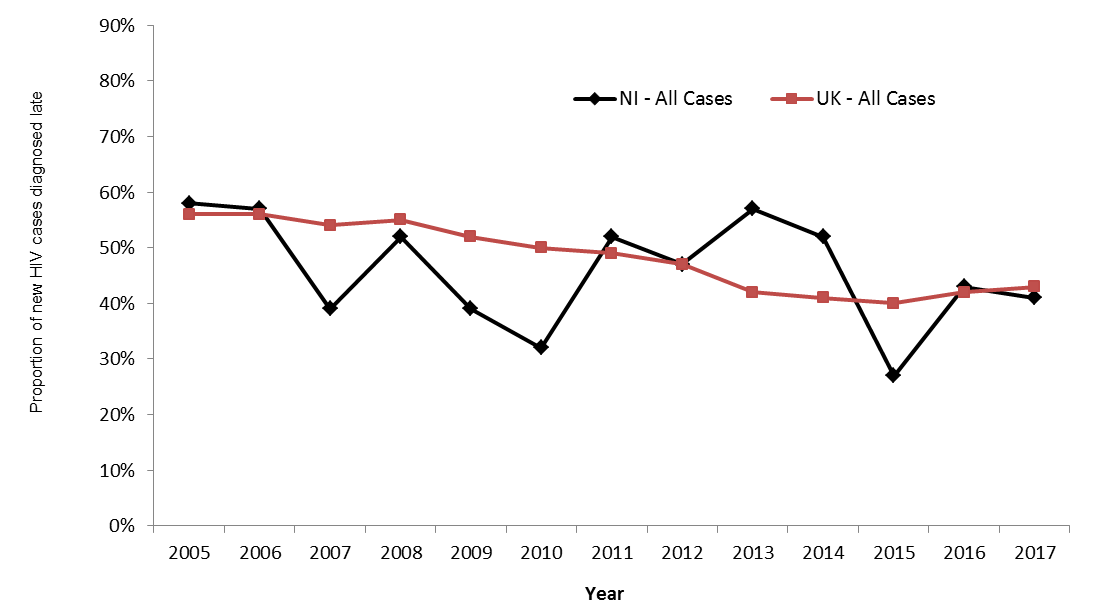 90%
80%
70%
60%
50%
40%
30%
20%
10%
0%
Proportion of new HIV cases diagnosed late
NI - All Cases
UK - All Cases
2005 2006 2007 2008 2009 2010 2011 2012 2013 2014 2015 2016 2017
Year